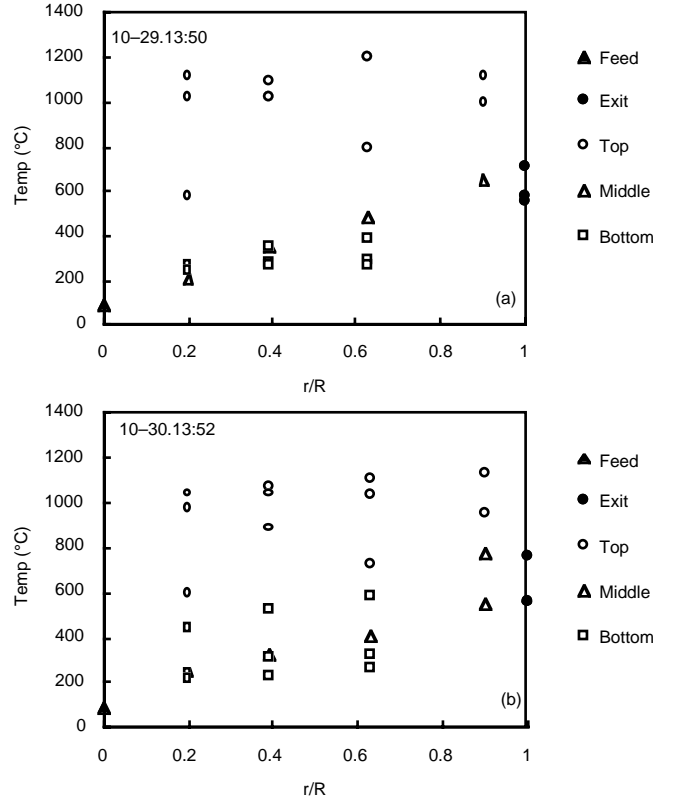 1400
1200
1000
800
600
400
200
0
Temp (°C)
10–29.13:50
(a)
0 0.2 0.4 0.6 0.8 1
r/R
Feed
Exit
Top
Middle
Bottom
1400
1200
1000
800
600
400
200
0
Temp (°C)
10–30.13:52
(b)
0 0.2 0.4 0.6 0.8 1
r/R
Feed
Exit
Top
Middle
Bottom